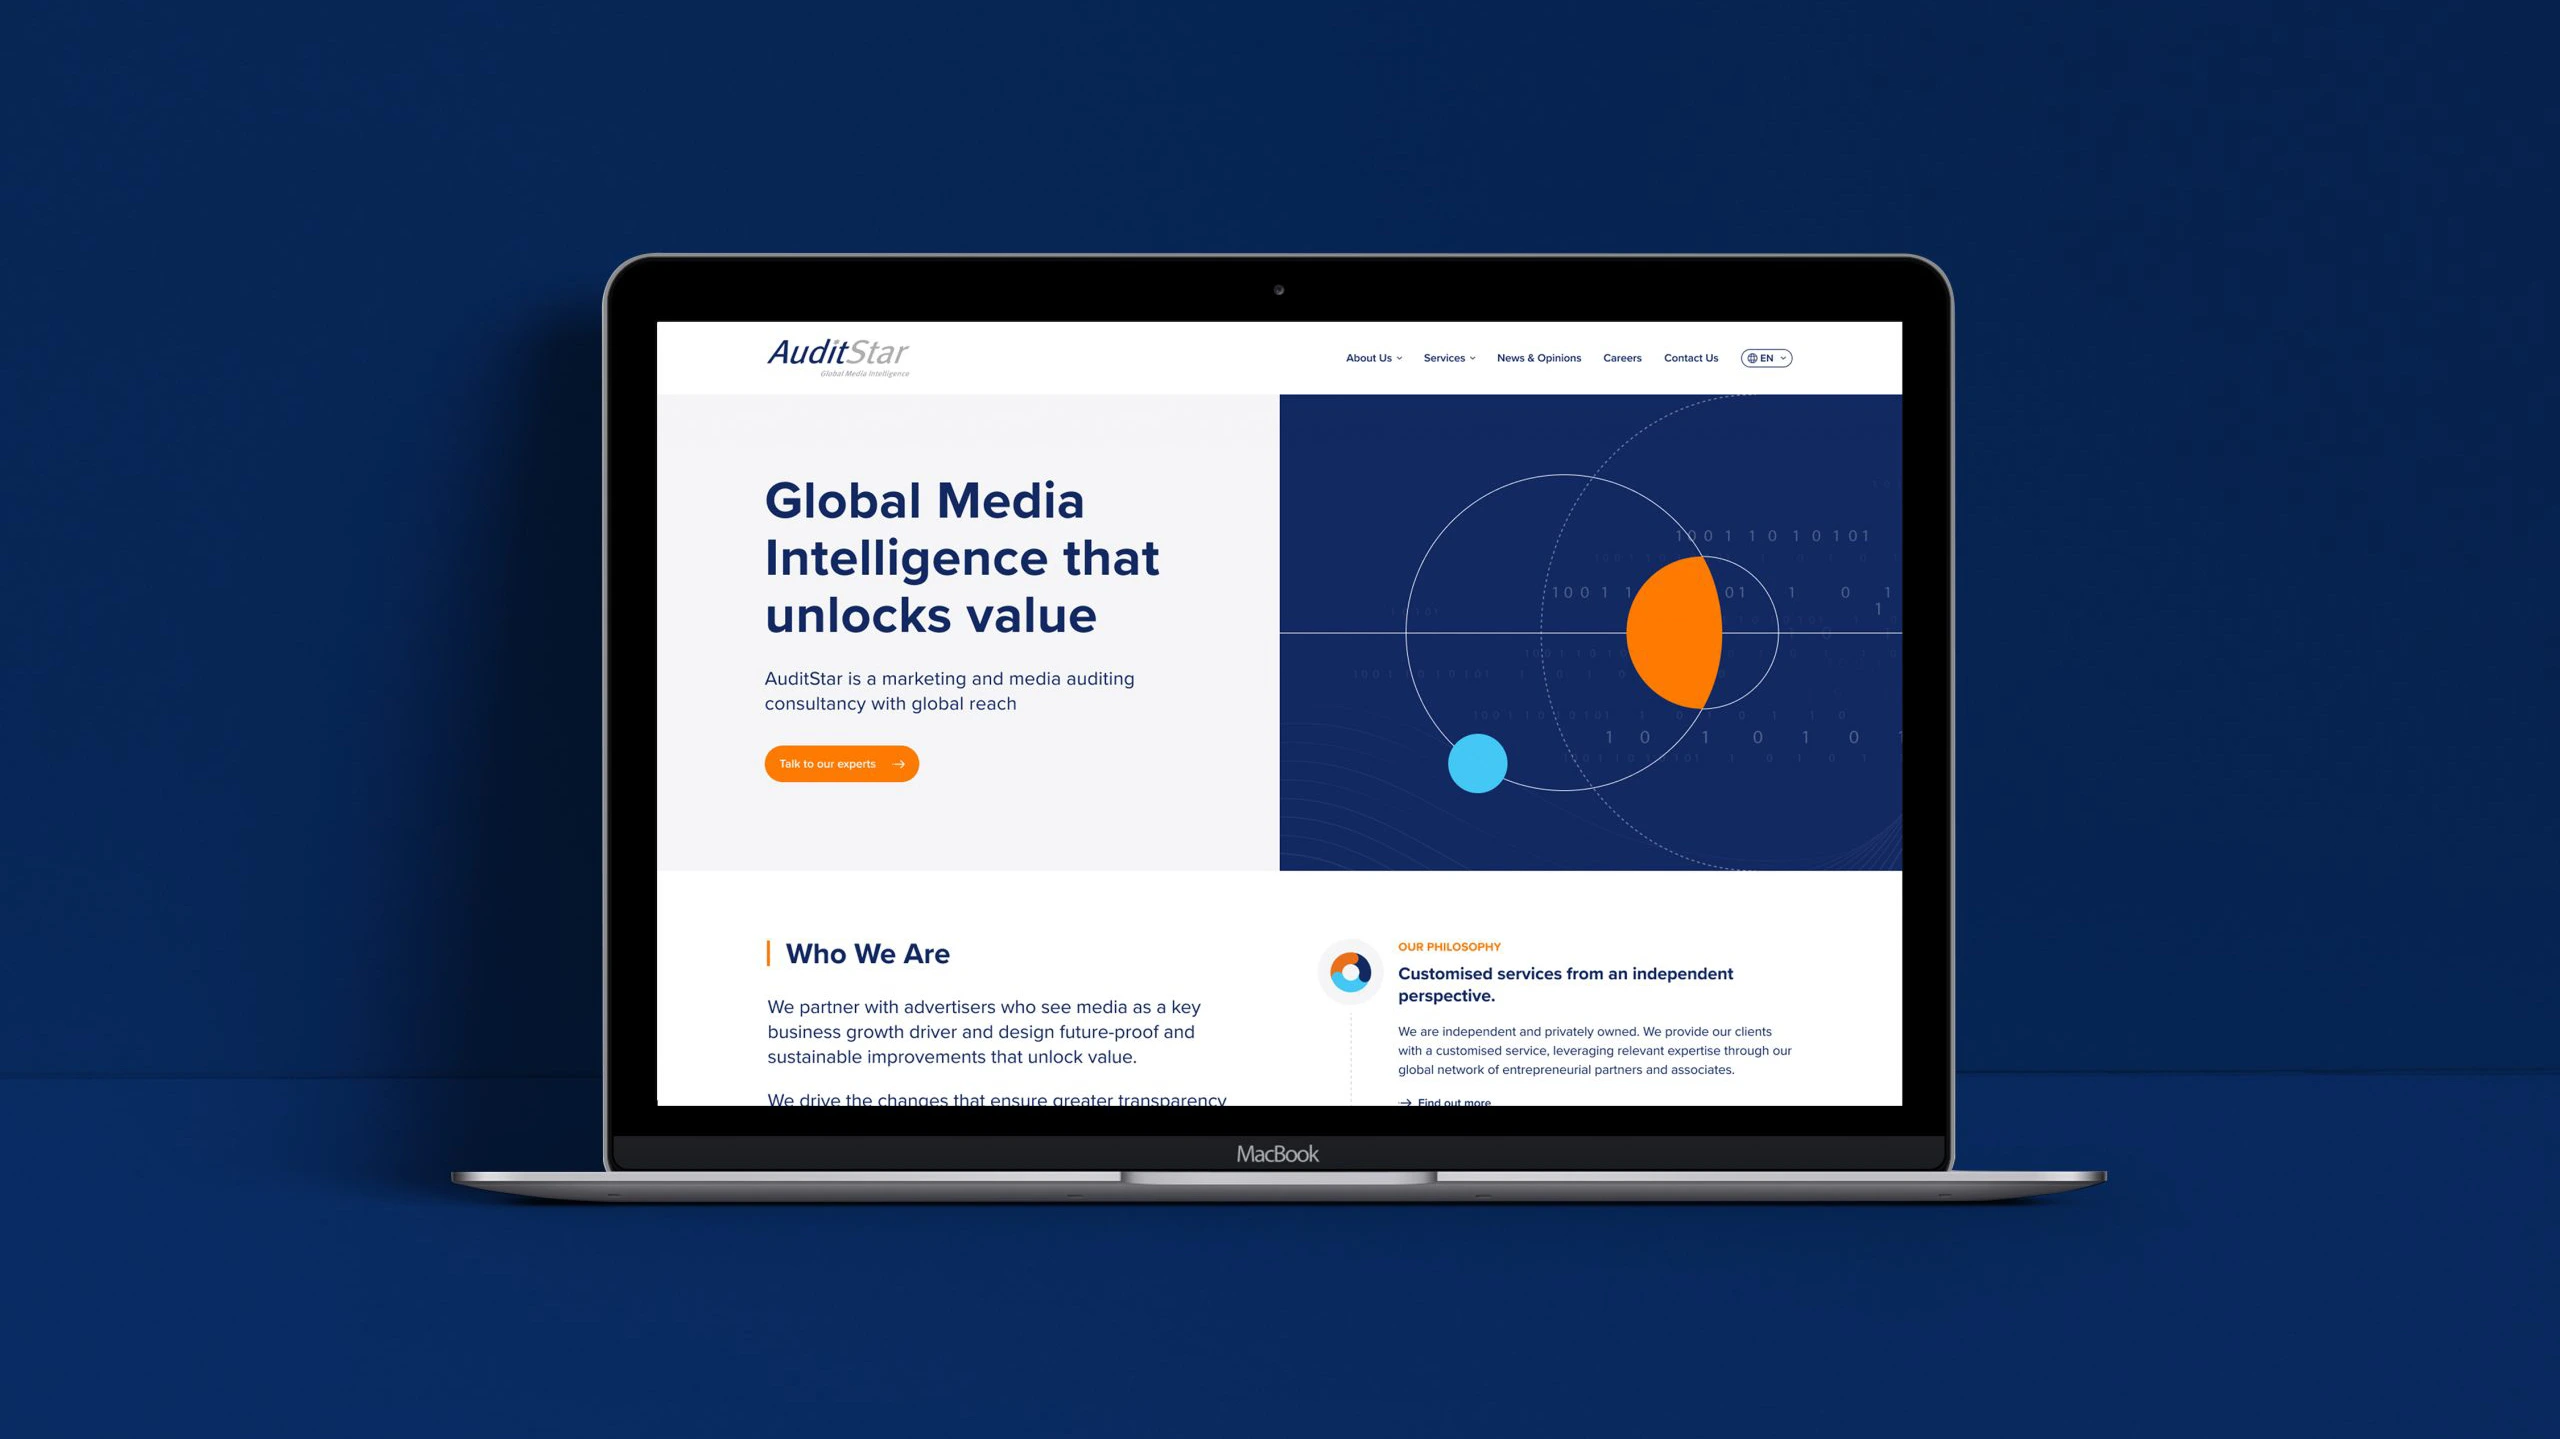 AuditStar
Global Media Intelligence
About Us
Services
News & Opinions
Careers
Contact Us
EN
Global Media
Intelligence that
unlocks value
AuditStar is a marketing and media auditing
consultancy with global reach
Talk to our experts
1001 1 0 1 0 101
1001 1
01 1 0 1
1
1 0 1 0 1 0 1
Who We Are
We partner with advertisers who see media as a key
business growth driver and design future-proof and
sustainable improvements that unlock value.
We drive the changes that ensure greater transparency
OUR PHILOSOPHY
Customised services from an independent
perspective.
We are independent and privately owned. We provide our clients
with a customised service, leveraging relevant expertise through our
global network of entrepreneurial partners and associates.
Find out more
MacBook